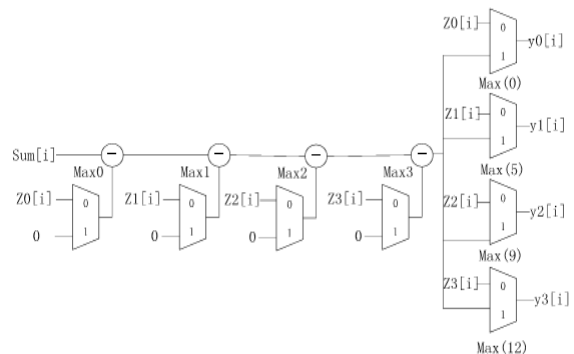 Z0[i]
0
1
y0[i]
Max(0)
Z1[i]
0
1
y1[i]
Max(5)
Sum[i]
Max0
Max1
Max2
Max3
Z0[i]
0
0
1
Z1[i]
0
0
1
Z2[i]
0
0
1
Z3[i]
0
0
1
Z2[i]
0
1
y2[i]
Max(9)
Z3[i]
0
1
y3[i]
Max(12)